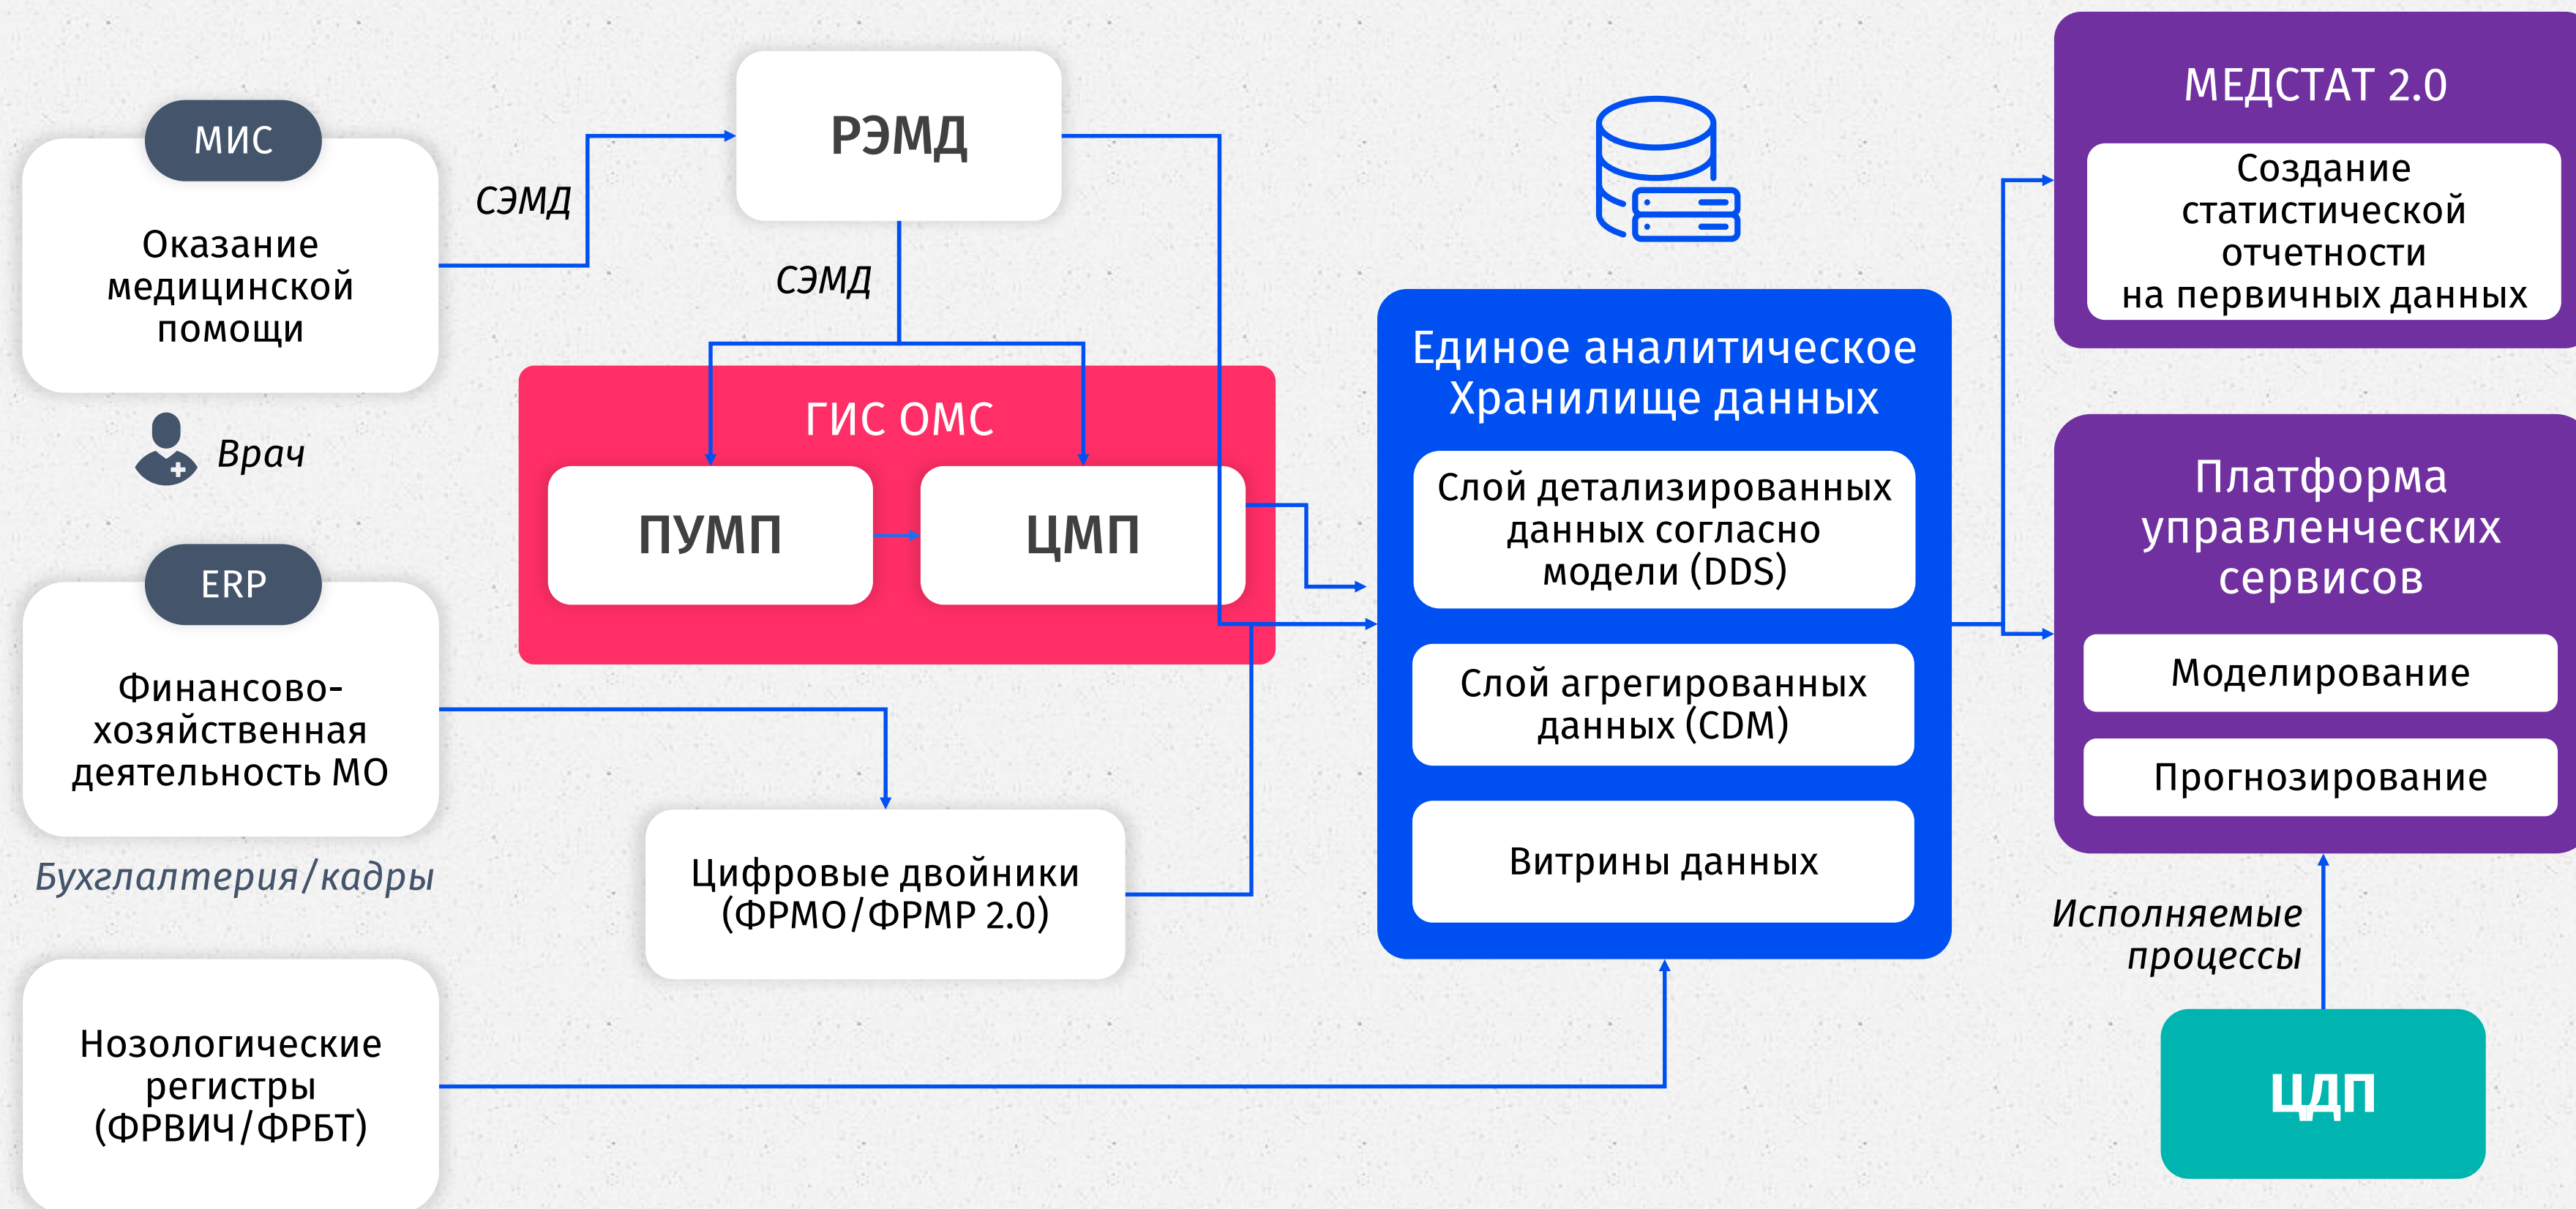 МИС
Оказание
медицинской
помощи
Врач
ERP
Финансово-
хозяйственная
деятельность МО
Бухглалтерия/кадры
Нозологические
регистры
(ФРВИЧ/ФРБТ)
СЭМД
РЭМД
СЭМД
ГИС ОМС
ПУМП
ЦМП
Цифровые двойники
(ФРМО/ФРМР 2.0)
Единое аналитическое
Хранилище данных
Слой детализированных
данных согласно
модели (DDS)
Слой агрегированных
данных (CDM)
Витрины данных
МЕДСТАТ 2.0
Создание
статистической
отчетности
на первичных данных
Платформа
управленческих
сервисов
Моделирование
Прогнозирование
Исполняемые
процессы
ЦДП